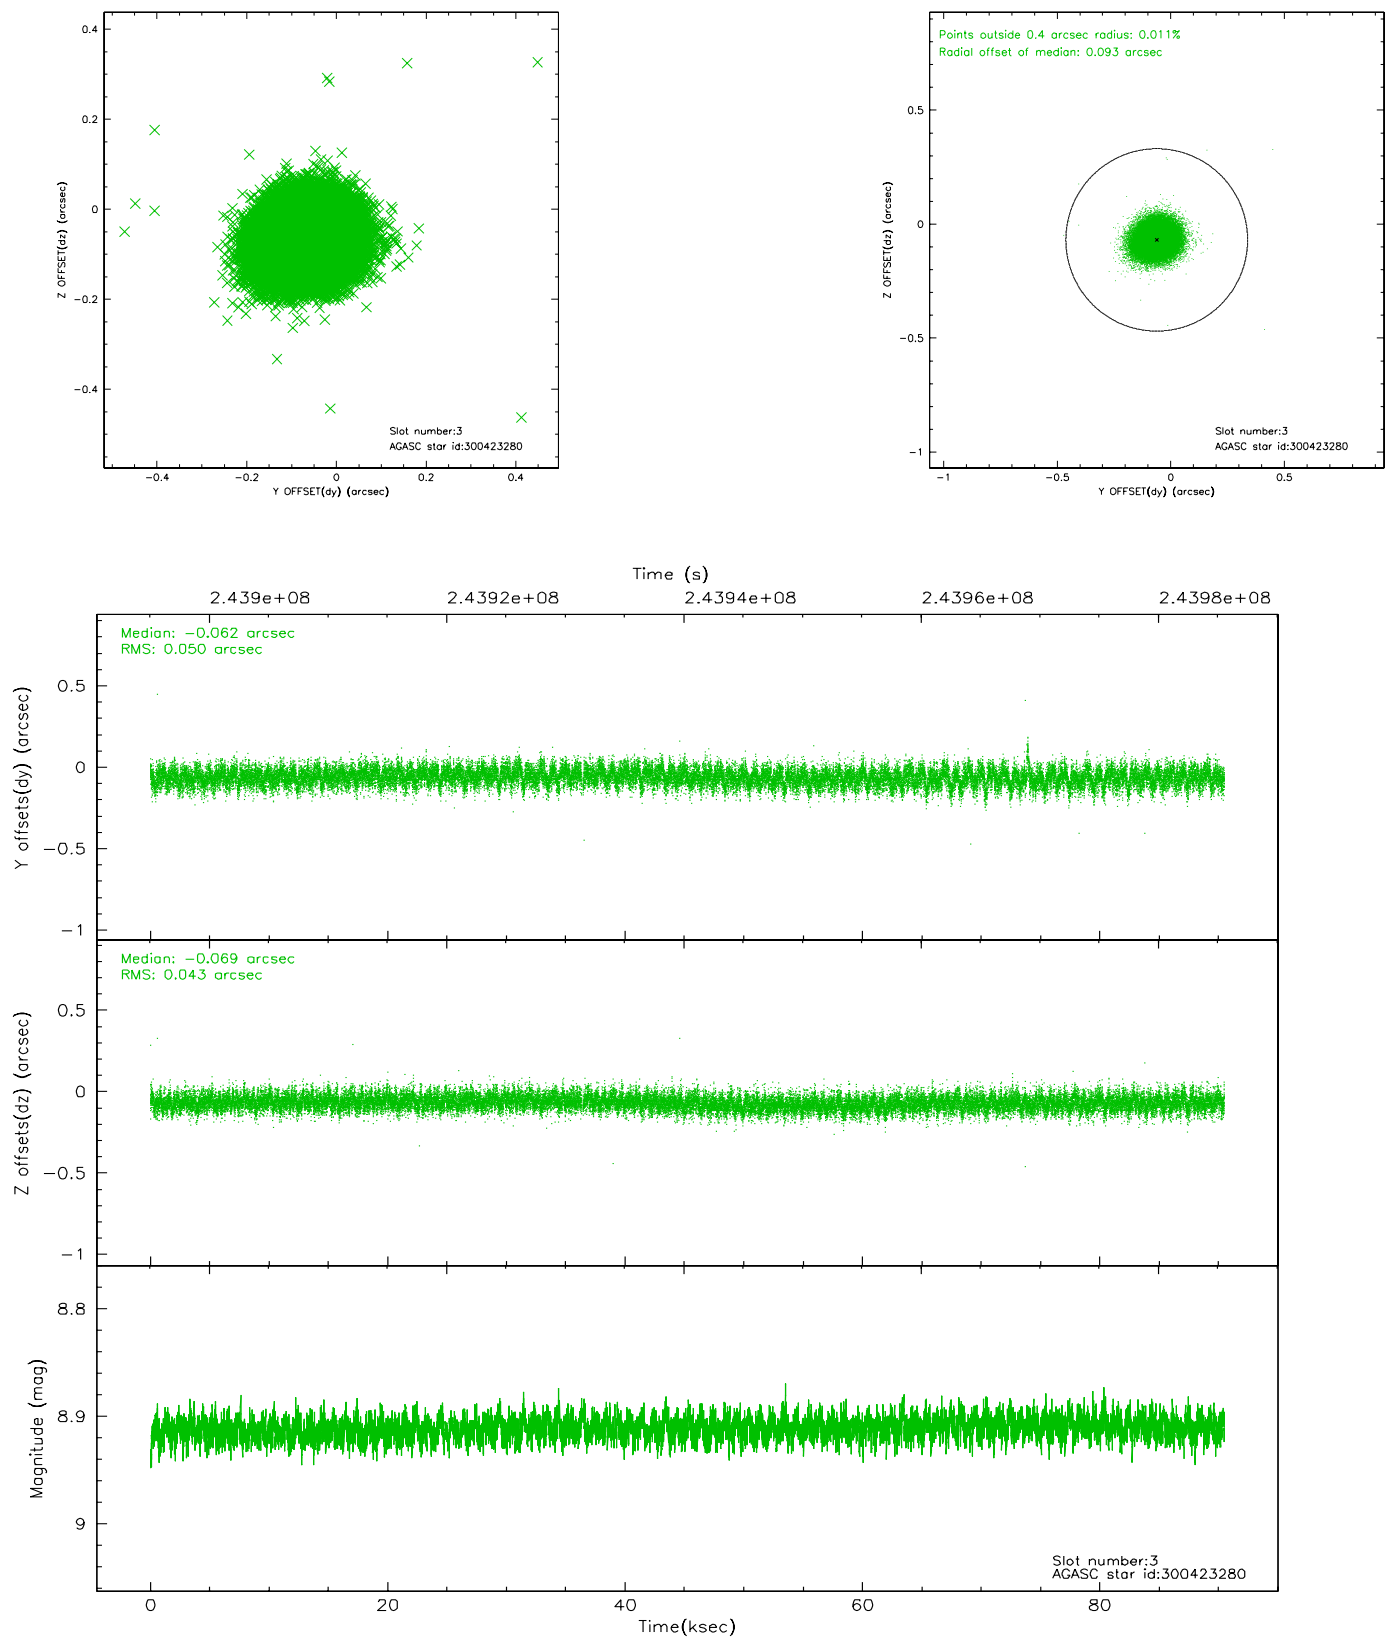 0.4
0.2
0
−0.2
−0.4
Z OFFSET(dz) (arcsec)
Slot number:3
AGASC star id:300423280
−0.4 −0.2 0 0.2 0.4
Y OFFSET(dy) (arcsec)
Points outside 0.4 arcsec radius: 0.011%
Radial offset of median: 0.093 arcsec
0.5
0
−0.5
−1
Z OFFSET(dz) (arcsec)
Slot number:3
AGASC star id:300423280
−1 −0.5 0 0.5
Y OFFSET(dy) (arcsec)
Time (s)
2.439e+08 2.4392e+08 2.4394e+08 2.4396e+08 2.4398e+08
Median: −0.062 arcsec
RMS: 0.050 arcsec
0.5
0
−0.5
−1
Y offsets(dy) (arcsec)
Median: −0.069 arcsec
RMS: 0.043 arcsec
0.5
0
−0.5
−1
Z offsets(dz) (arcsec)
8.8
8.9
9
Magnitude (mag)
Slot number:3
AGASC star id:300423280
0 20 40 60 80
Time(ksec)